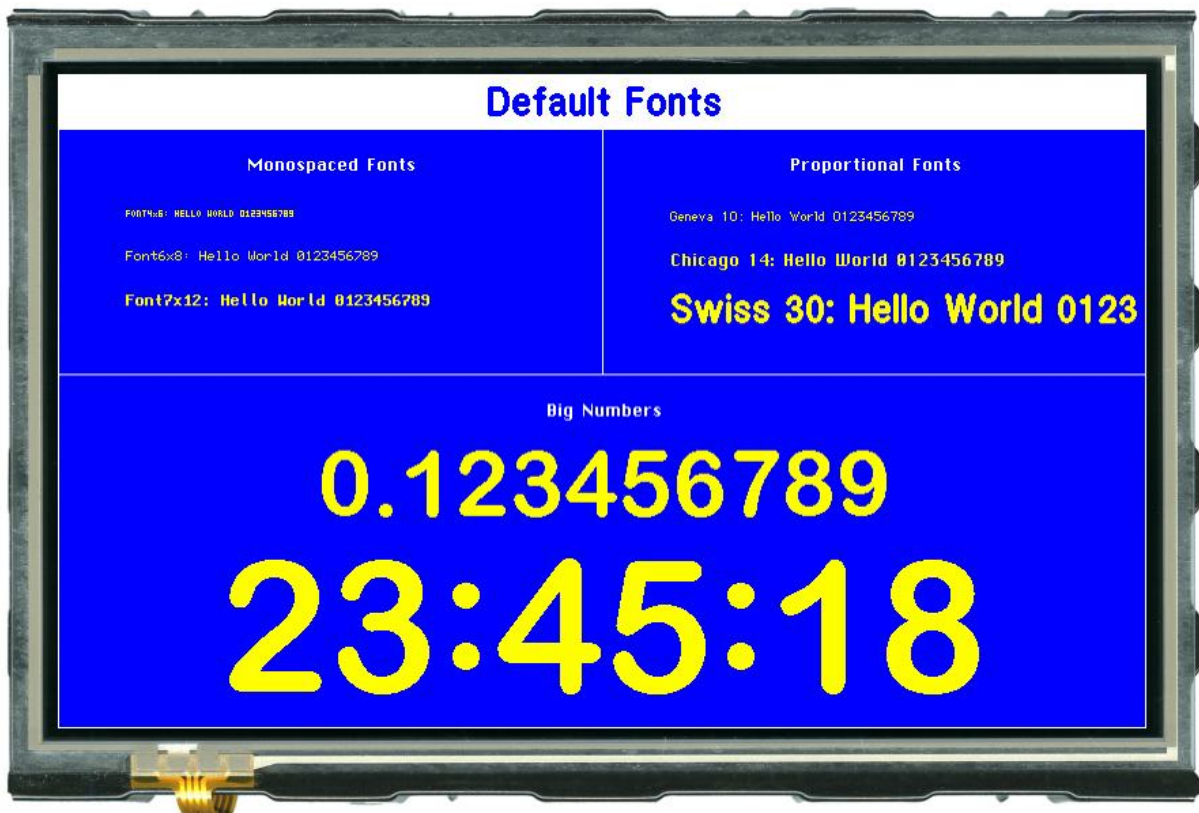 Default Fonts
Monospaced Fonts
FONT4x6: HELLO WORLD 0123456789
Font6x8: Hello World 0123456789
Font7x12: Hello World 0123456789
Proportional Fonts
Geneva 10: Hello World 0123456789
Chicago 14: Hello World 0123456789
Swiss 30: Hello World 0123
Big Numbers
0.123456789
23:45:18